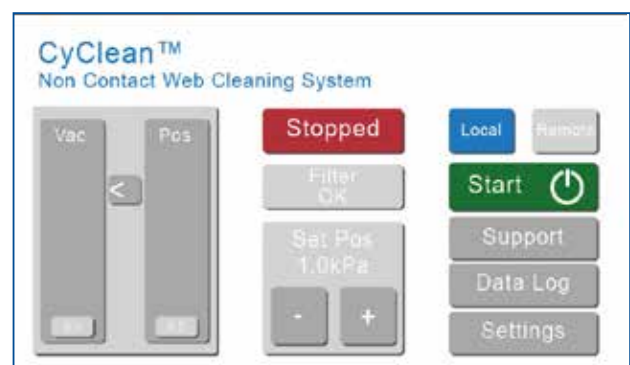 CyClean™
Non Contact Web Cleaning System
Vac
Pos
<
Stopped
Filter
OK
Set Pos
1.0kPa
-
+
Local
Remote
Start
Support
Data Log
Settings